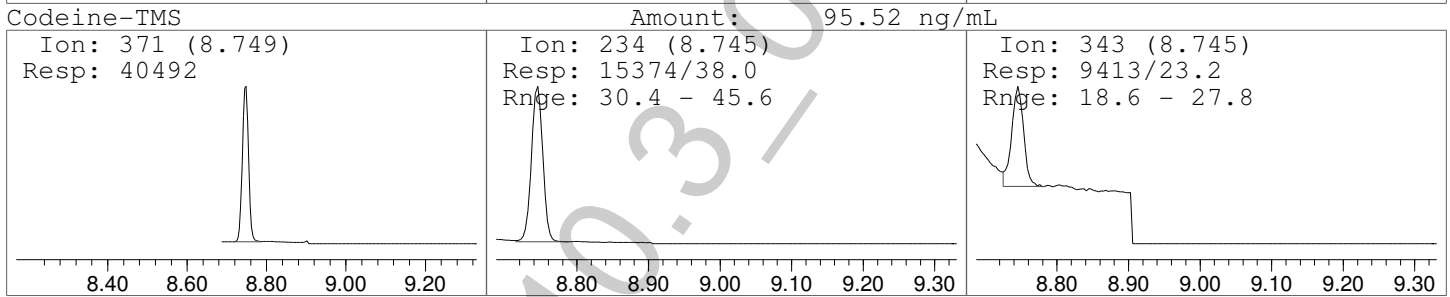 Codeine-TMS Amount: 95.52 ng/mL
Ion: 371 (8.749)
Resp: 40492
8.40 8.60 8.80 9.00 9.20
Ion: 234 (8.745)
Resp: 15374/38.0
Rnge: 30.4 - 45.6
8.80 8.90 9.00 9.10 9.20 9.30
Ion: 343 (8.745)
Resp: 9413/23.2
Rnge: 18.6 - 27.8
8.80 8.90 9.00 9.10 9.20 9.30